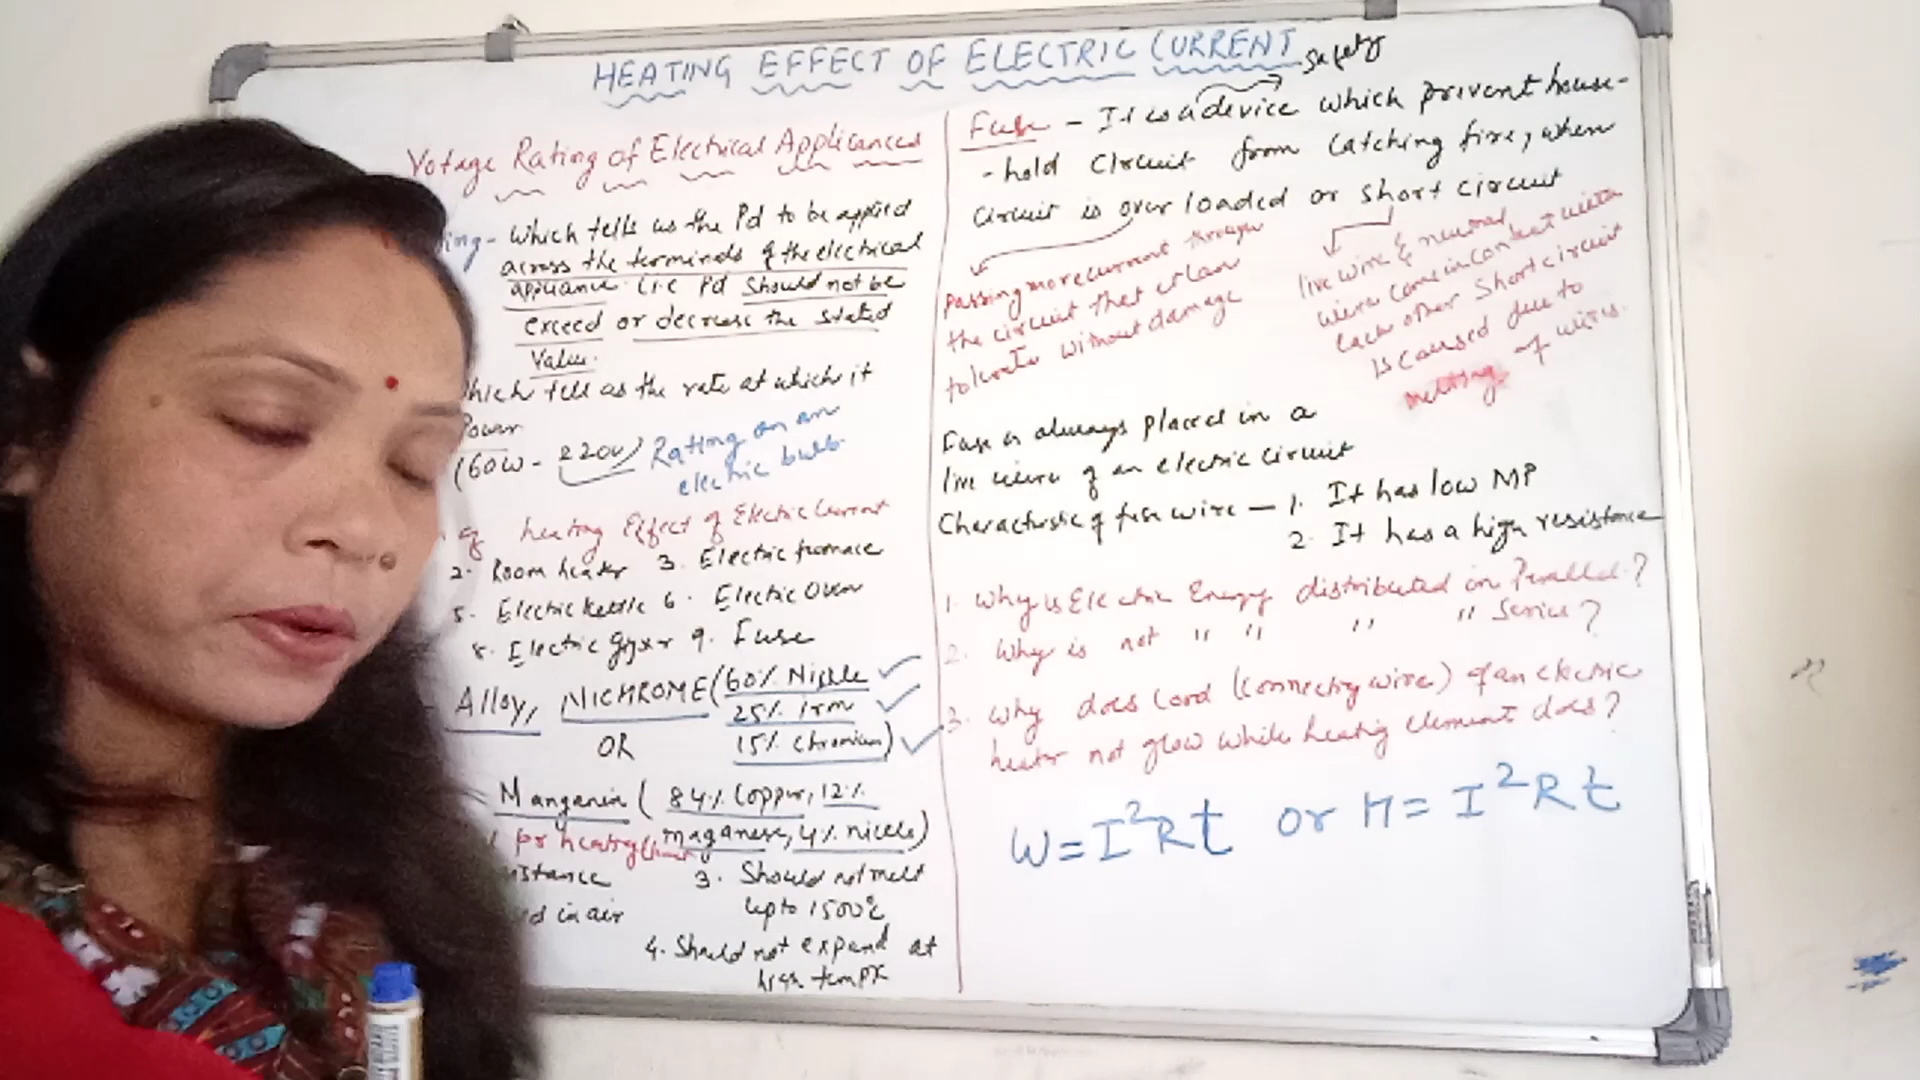 HEATING EFFECT OF ELECTRIC CURRENT
Votage Rating of Electrical Appliances
ing - which tells us the Pd to be applied
across the terminals of the electrical
appliance i.e Pd should not be
exceed or decrease the stated
Value.
which tell as the rate at which it
Power
(60W - 220V) Rating on an
electric bulb.
of heating Effect of Electric Current
2. Room heater 3. Electric furnace
5. Electric kettle 6. Electric Oven
8. Electric Gyser 9. Fuse
Alloy, NICHROME (60% Nickle
25% Iron
OR 15% Chromium)
Manganin (84% Copper, 12%
maganese, 4% nickle)
for heating
istance
3. Should not melt
upto 1500°C
d in air
4. Should not expand at
high temp
safety
Fuse - It is a device which prevent house-
-hold Circuit from Catching fire, when
Circuit is over loaded or short circuit
Passing more current through
the circuit that it can
tolerate without damage
live wire & neutral
wire come in contact with
each other Short circuit
is caused due to
melting of wires.
Fuse is always placed in a
live wire of an electric circuit
Charactristic of fuse wire — 1. It has low MP
2. It has a high resistance
1. Why is Electric Energy distributed in Parallel?
2. Why is not " " " " Series?
3. Why does Cord (Connecting wire) of an electric
heater not glow while heating element does?
W = I²Rt or H = I²Rt